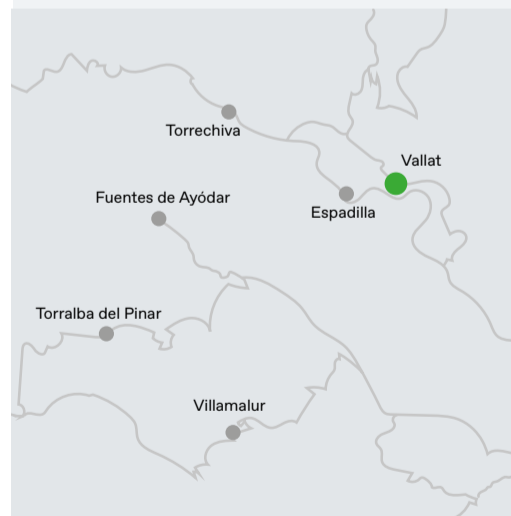 Torrechiva
Vallat
Fuentes de Ayódar
Espadilla
Torralba del Pinar
Villamalur